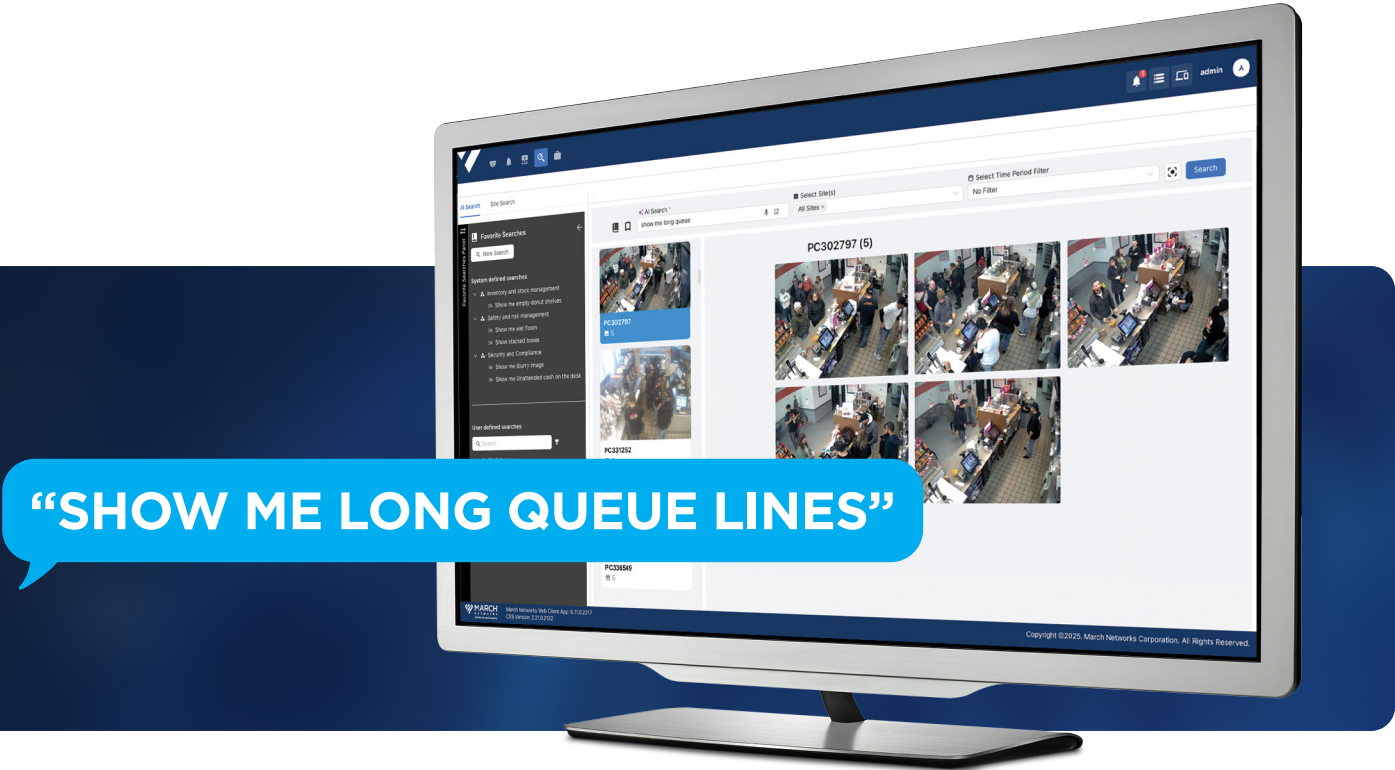 admin
A
AI Search
Site Search
AI Search *
show me long queue
Select Site(s)
All Sites ×
Select Time Period Filter
No Filter
Search
Favorite Searches Panel
Favorite Searches
New Search
System defined searches
Inventory and stock management
Show me empty donut shelves
Safety and risk management
Show me wet floors
Show stacked boxes
Security and Compliance
Show me Blurry image
Show me Unattended cash on the desk
User defined searches
Search
PC302797
5
PC331252
PC336549
5
PC302797 (5)
“SHOW ME LONG QUEUE LINES”
MARCH
NETWORKS
March Networks Web Client App: 6.11.0.2317
CES Version: 2.21.0.2122
Copyright ©2025. March Networks Corporation. All Rights Reserved.